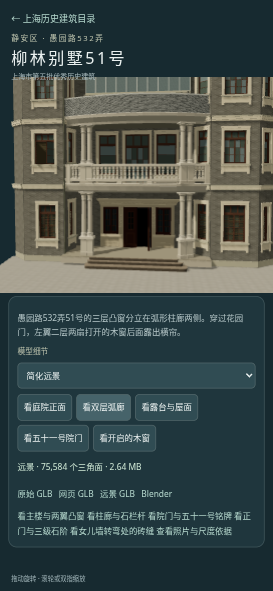 ← 上海历史建筑目录
静安区 · 愚园路532弄
柳林别墅51号
上海市第五批优秀历史建筑
愚园路532弄51号的三层凸窗分立在弧形柱廊两侧。穿过花园
门，左翼二层两扇打开的木窗后面露出横帘。
模型细节
简化远景
看庭院正面 看双层弧廊 看露台与屋面
看五十一号院门 看开启的木窗
远景 · 75,584 个三角面 · 2.64 MB
原始 GLB 网页 GLB 远景 GLB Blender
看主楼与两翼凸窗 看柱廊与石栏杆 看院门与五十一号铭牌 看正
门与三级石阶 看女儿墙转弯处的砖缝 查看照片与尺度依据
拖动旋转 · 滚轮或双指缩放